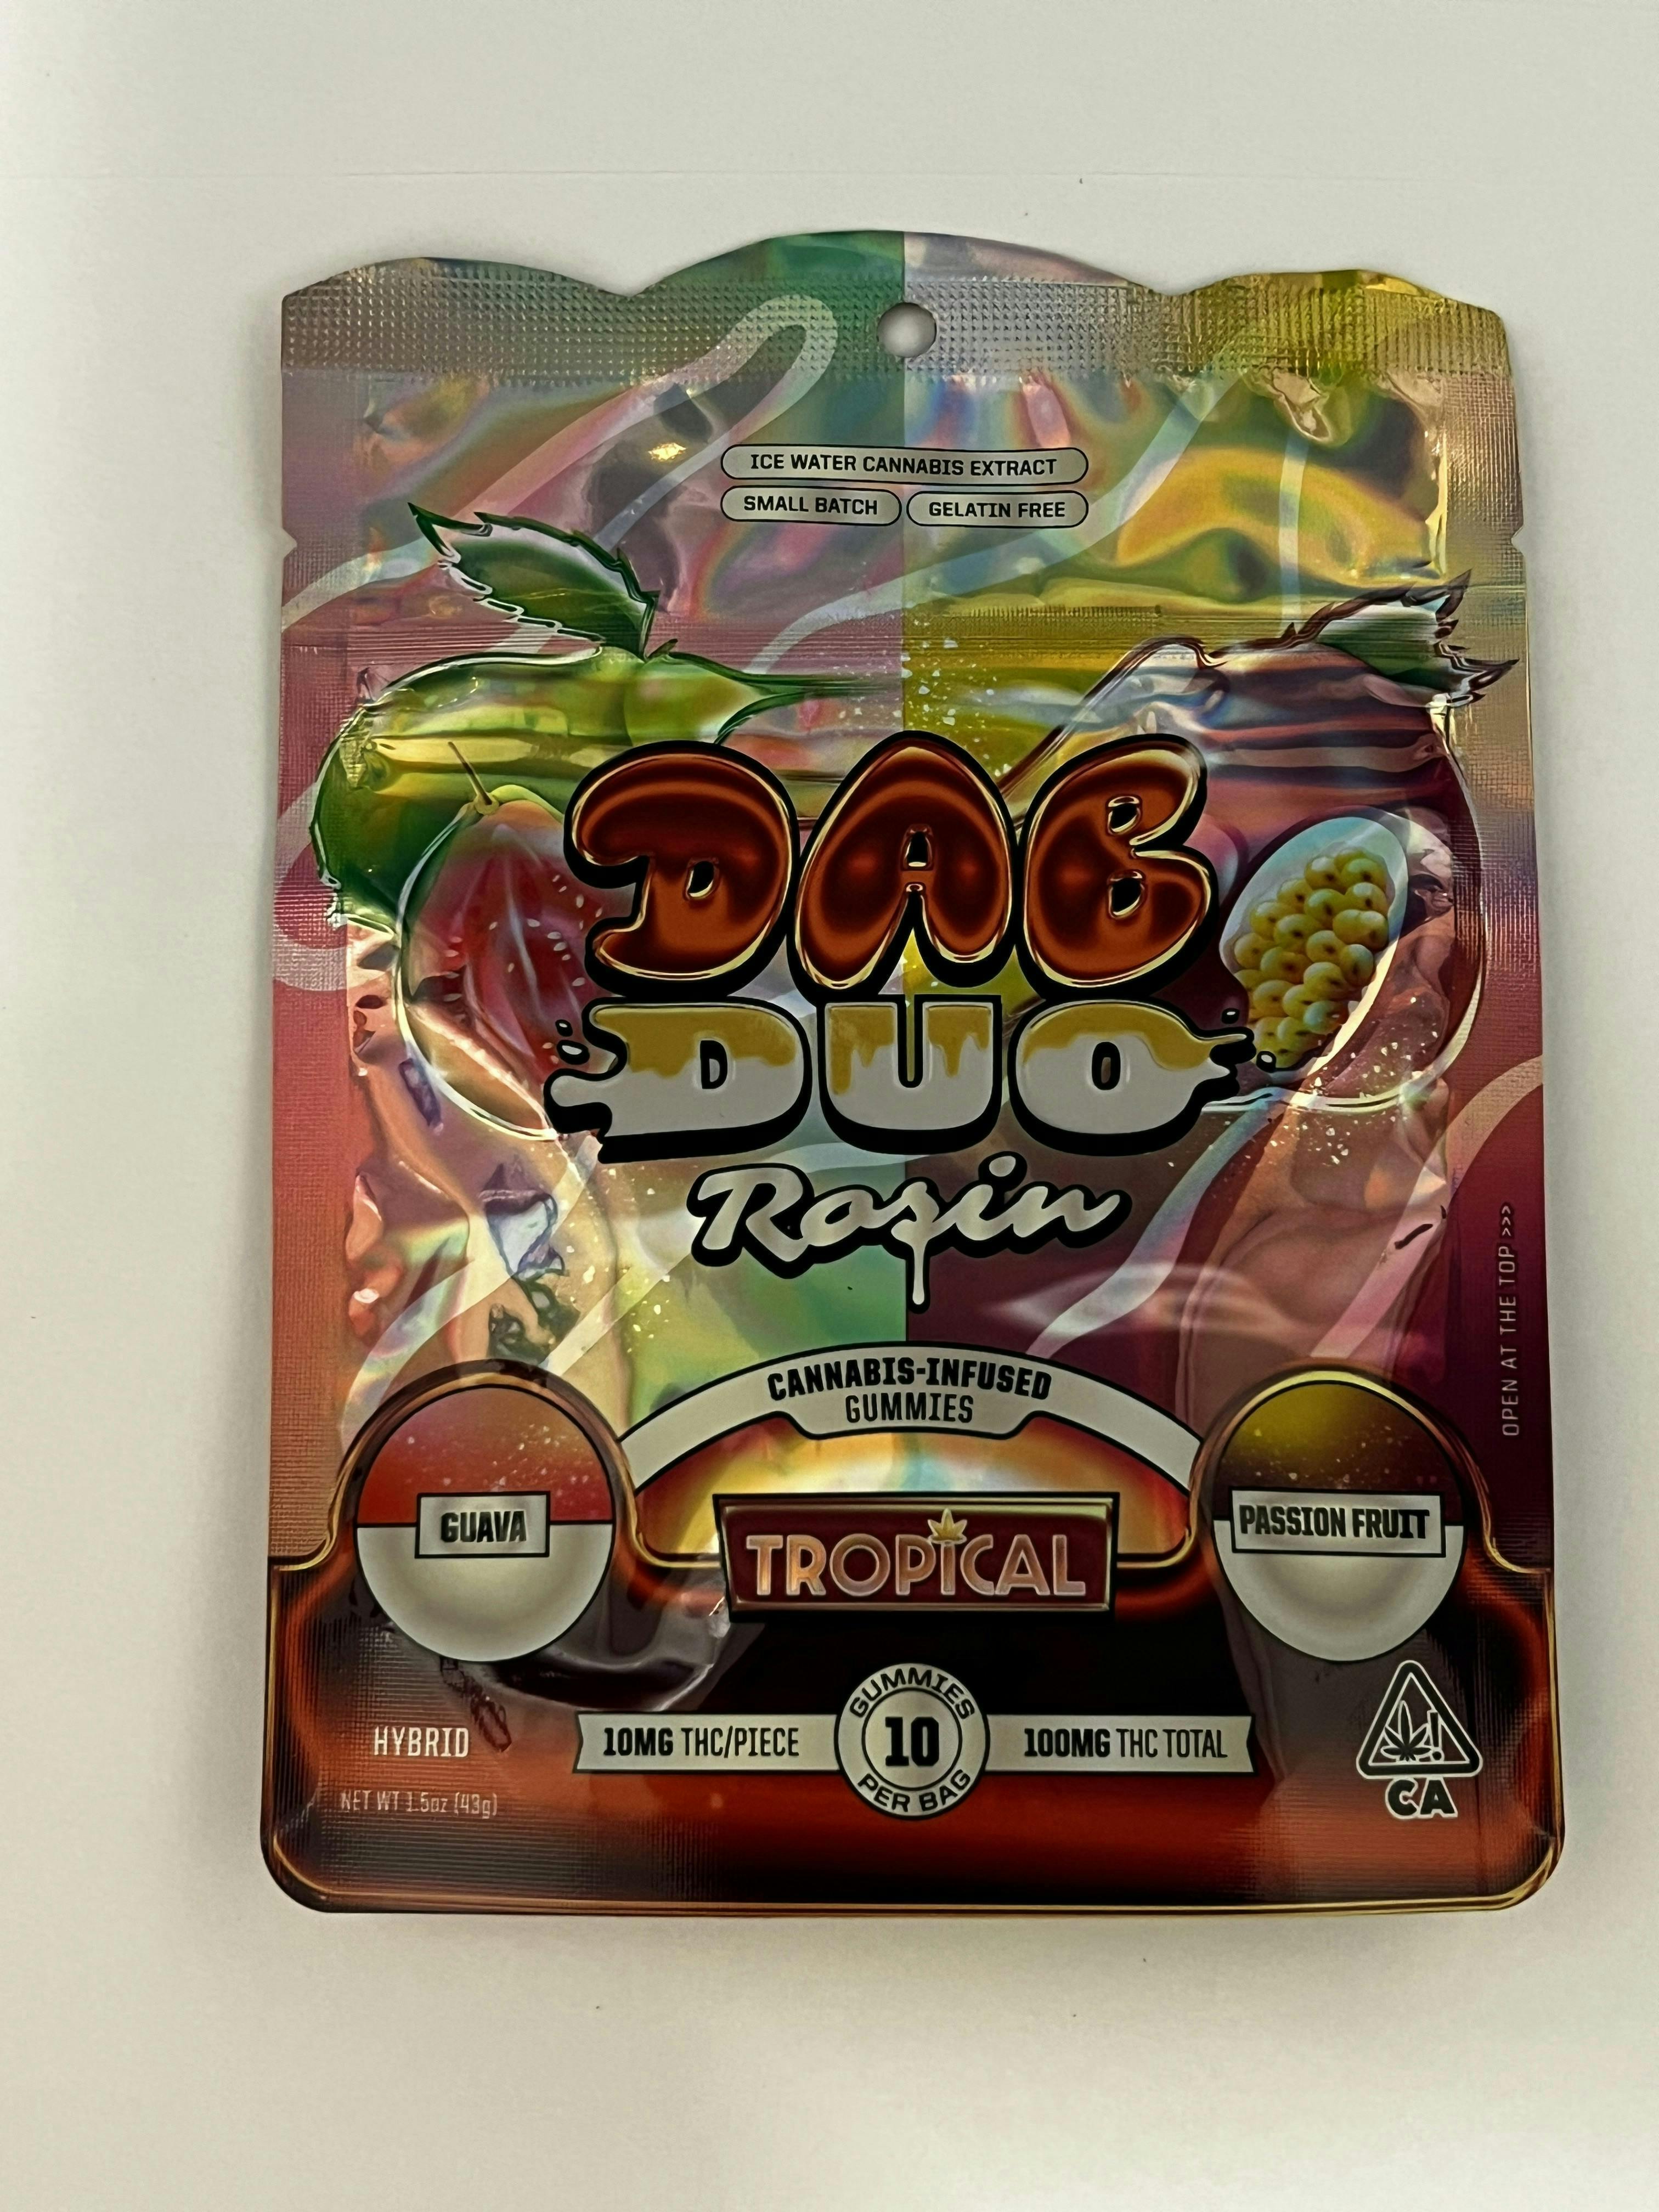 ICE WATER CANNABIS EXTRACT
SMALL BATCH
GELATIN FREE
DAB
DUO
Rosin
CANNABIS-INFUSED
GUMMIES
GUAVA
PASSION FRUIT
TROPICAL
OPEN AT THE TOP >>>
HYBRID
10MG THC/PIECE
GUMMIES
10
PER BAG
100MG THC TOTAL
NET WT 1.5oz (43g)
!
CA